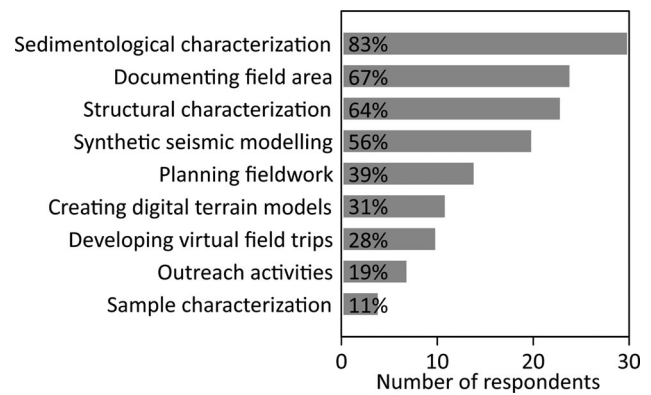 Sedimentological characterization 83%
Documenting field area 67%
Structural characterization 64%
Synthetic seismic modelling 56%
Planning fieldwork 39%
Creating digital terrain models 31%
Developing virtual field trips 28%
Outreach activities 19%
Sample characterization 11%
0 10 20 30
Number of respondents